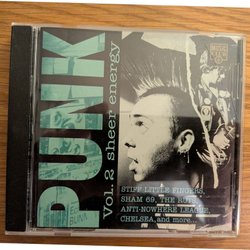 PUNK
vol. 2 sheer energy
STIFF LITTLE FINGERS,
SHAM 69, THE RUTS,
ANTI-NOWHERE LEAGUE,
CHELSEA, and more...